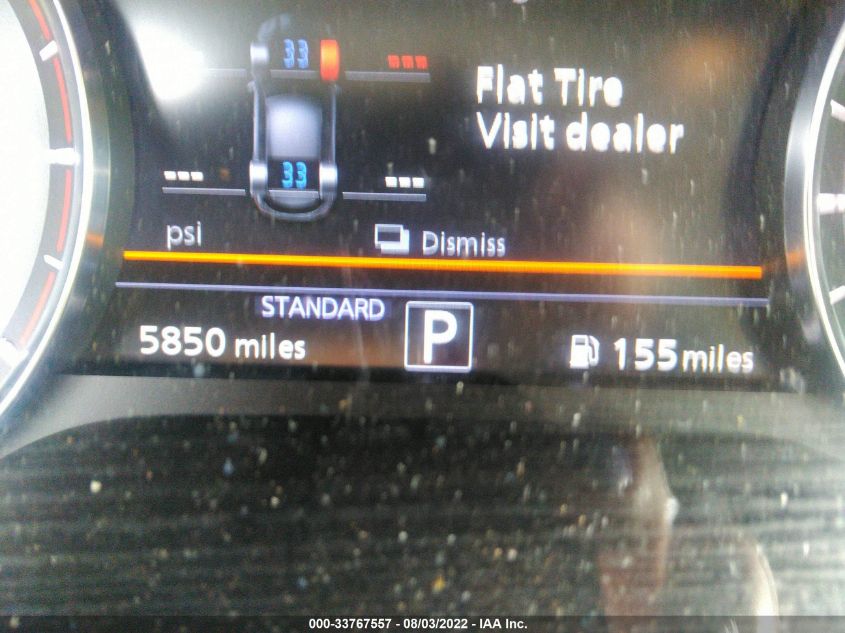 33
---
Flat Tire
Visit dealer
33
--- ---
psi
Dismiss
STANDARD
5850 miles
P
155 miles
000-33767557 - 08/03/2022 - IAA Inc.